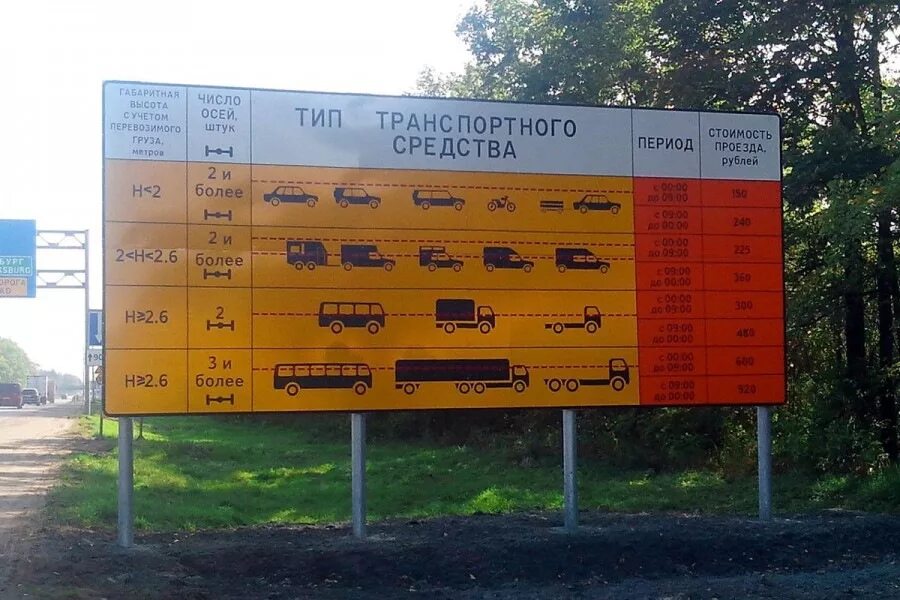 ГАБАРИТНАЯ
ВЫСОТА
С УЧЕТОМ
ПЕРЕВОЗИМОГО
ГРУЗА,
метров
ЧИСЛО
ОСЕЙ,
штук
ТИП ТРАНСПОРТНОГО
СРЕДСТВА
ПЕРИОД
СТОИМОСТЬ
ПРОЕЗДА,
рублей
H<2
2 и
более
с 00:00
до 09:00
150
с 09:00
до 00:00
240
2<H<2.6
2 и
более
с 00:00
до 09:00
225
с 09:00
до 00:00
360
H≥2.6
2
с 00:00
до 09:00
300
с 09:00
до 00:00
480
H≥2.6
3 и
более
с 00:00
до 09:00
600
с 09:00
до 00:00
920
БУРГ
SBURG
ОРОГА
AD